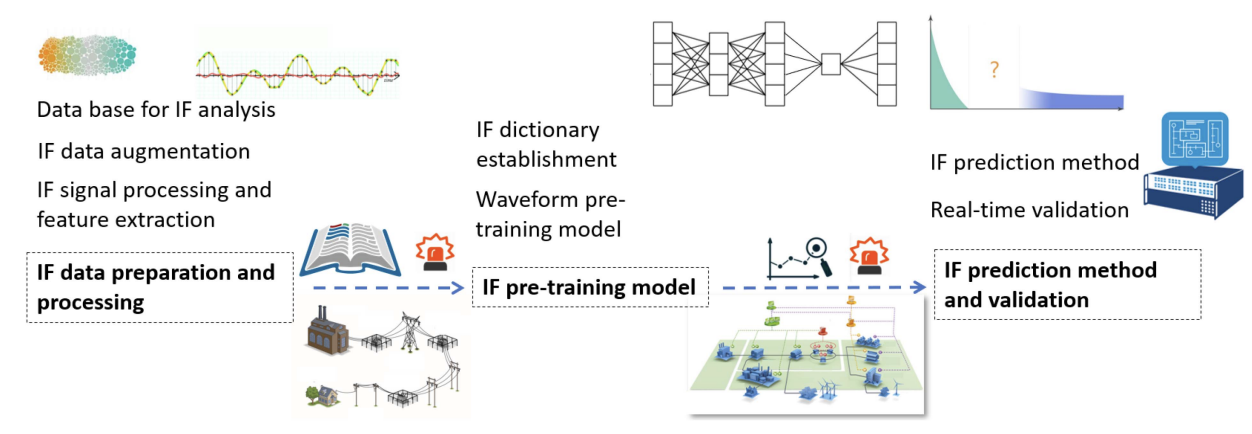 Data base for IF analysis
IF data augmentation
IF signal processing and
feature extraction
IF data preparation and
processing
IF dictionary
establishment
Waveform pre-
training model
IF pre-training model
?
IF prediction method
Real-time validation
IF prediction method
and validation